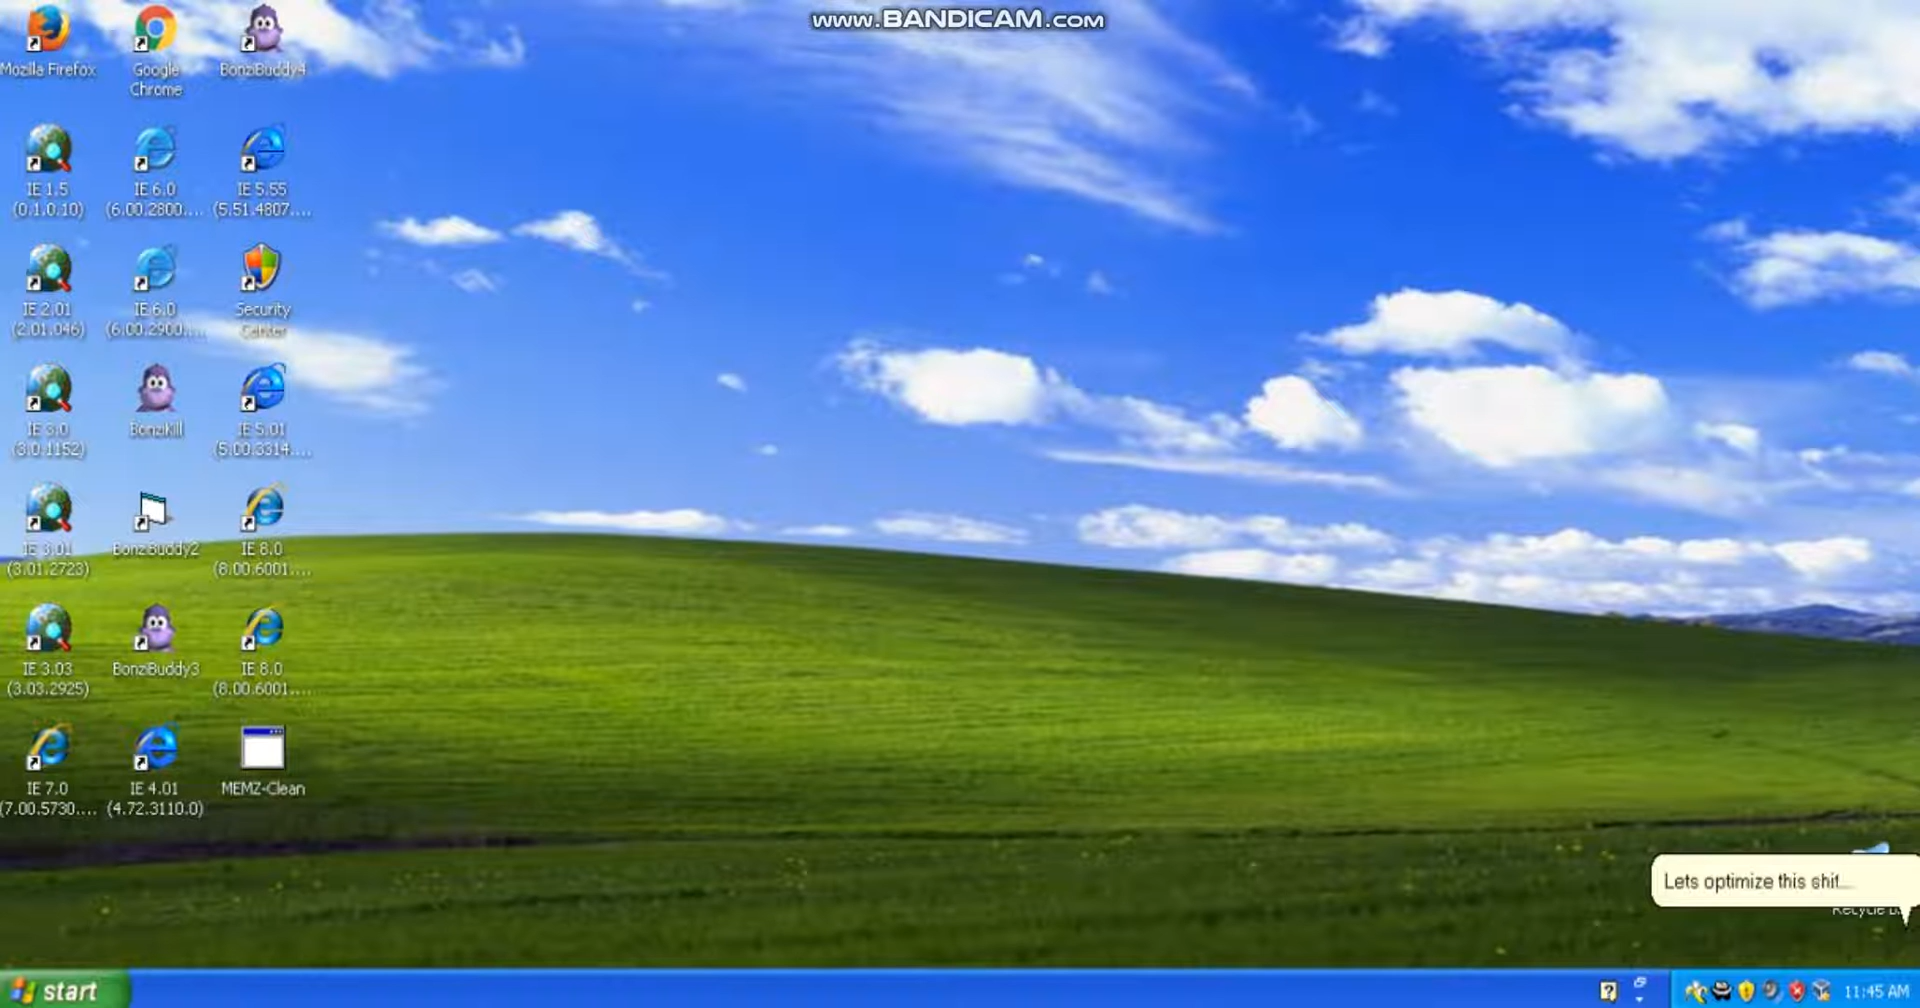 www.BANDICAM.com
Mozilla Firefox
Google
Chrome
BonziBuddy4
IE 1.5
(0.1.0.10)
IE 6.0
(6.00.2800....
IE 5.55
(5.51.4807....
IE 2.01
(2.01.046)
IE 6.0
(6.00.2900....
Security
Center
IE 3.0
(3.0.1152)
Bonzikill
IE 5.01
(5.00.3314....
IE 3.01
(3.01.2723)
BonziBuddy2
IE 8.0
(8.00.6001....
IE 3.03
(3.03.2925)
BonziBuddy3
IE 8.0
(8.00.6001....
IE 7.0
(7.00.5730....
IE 4.01
(4.72.3110.0)
MEMZ-Clean
Lets optimize this shit....
Recycle
start
11:45 AM